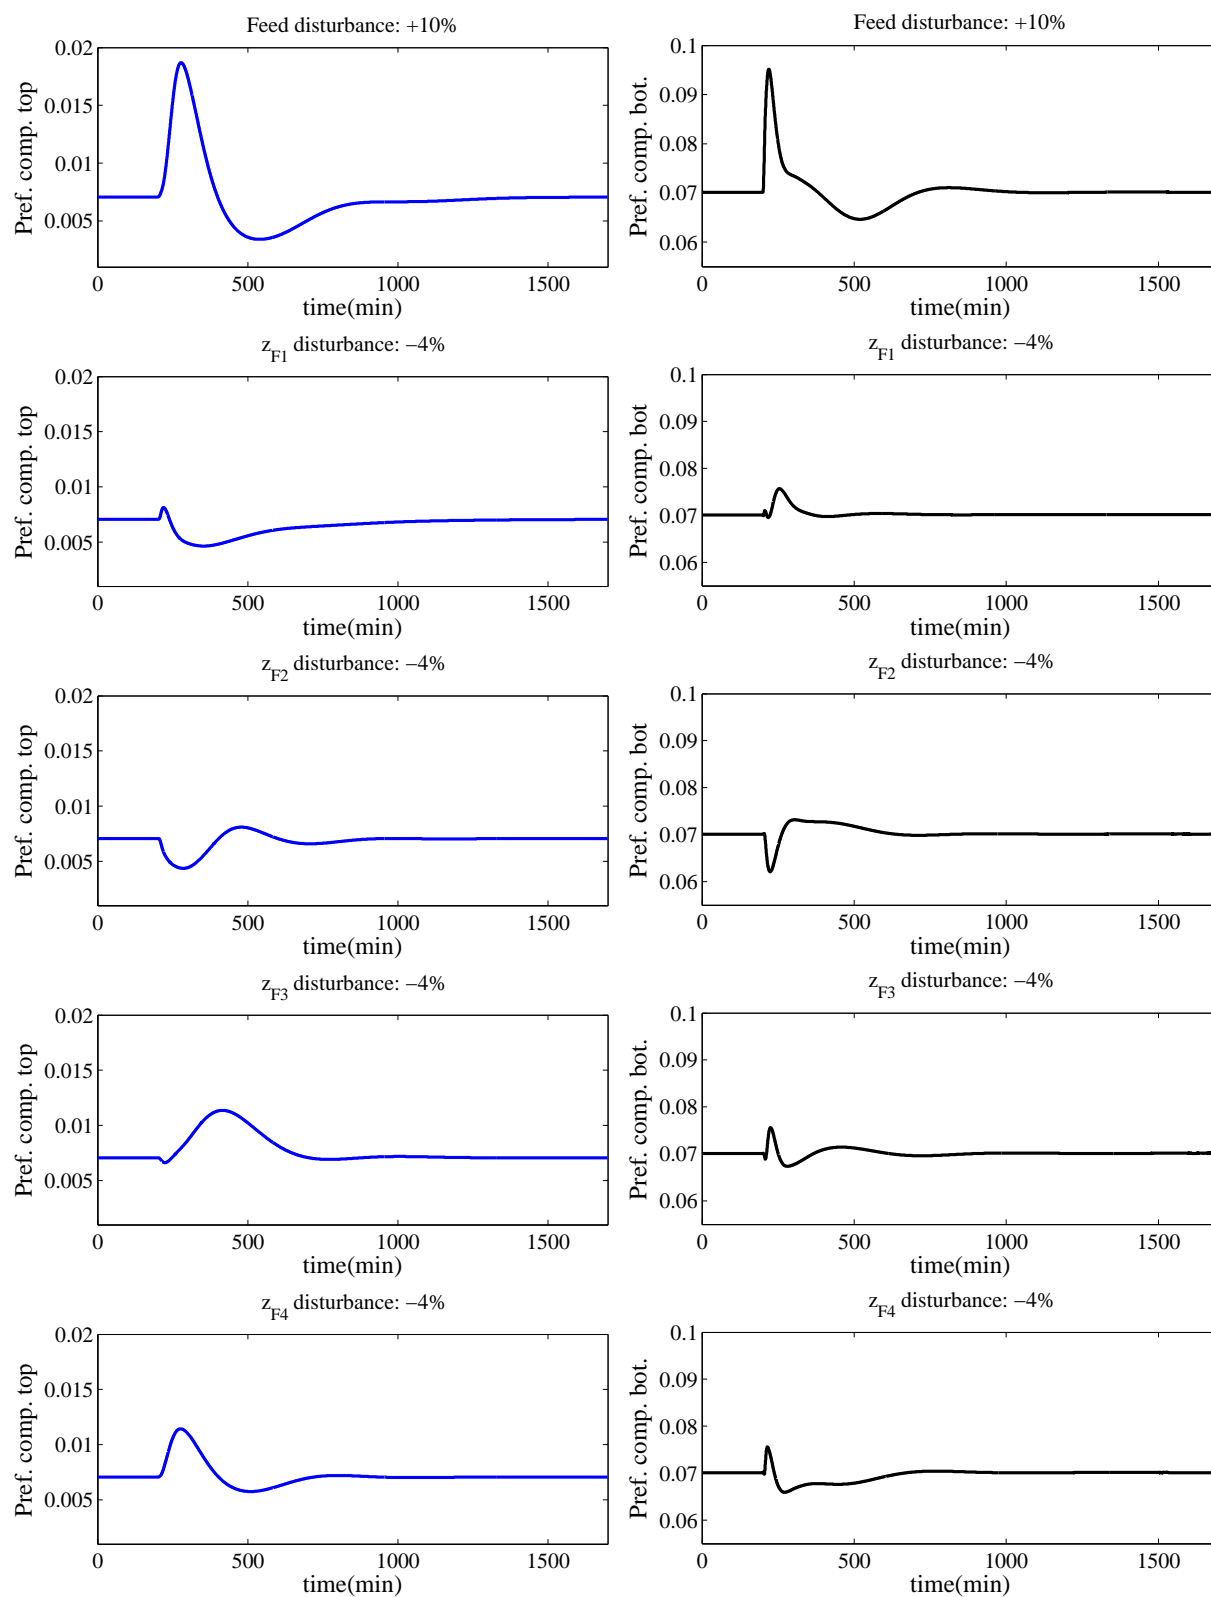 Feed disturbance: +10%
Pref. comp. top
0.02
0.015
0.01
0.005
0 500 1000 1500
time(min)
Feed disturbance: +10%
Pref. comp. bot.
0.1
0.09
0.08
0.07
0.06
0 500 1000 1500
time(min)
z_F1 disturbance: −4%
Pref. comp. top
0.02
0.015
0.01
0.005
0 500 1000 1500
time(min)
z_F1 disturbance: −4%
Pref. comp. bot
0.1
0.09
0.08
0.07
0.06
0 500 1000 1500
time(min)
z_F2 disturbance: −4%
Pref. comp. top
0.02
0.015
0.01
0.005
0 500 1000 1500
time(min)
z_F2 disturbance: −4%
Pref. comp. bot
0.1
0.09
0.08
0.07
0.06
0 500 1000 1500
time(min)
z_F3 disturbance: −4%
Pref. comp. top
0.02
0.015
0.01
0.005
0 500 1000 1500
time(min)
z_F3 disturbance: −4%
Pref. comp. bot.
0.1
0.09
0.08
0.07
0.06
0 500 1000 1500
time(min)
z_F4 disturbance: −4%
Pref. comp. top
0.02
0.015
0.01
0.005
0 500 1000 1500
time(min)
z_F4 disturbance: −4%
Pref. comp. bot.
0.1
0.09
0.08
0.07
0.06
0 500 1000 1500
time(min)